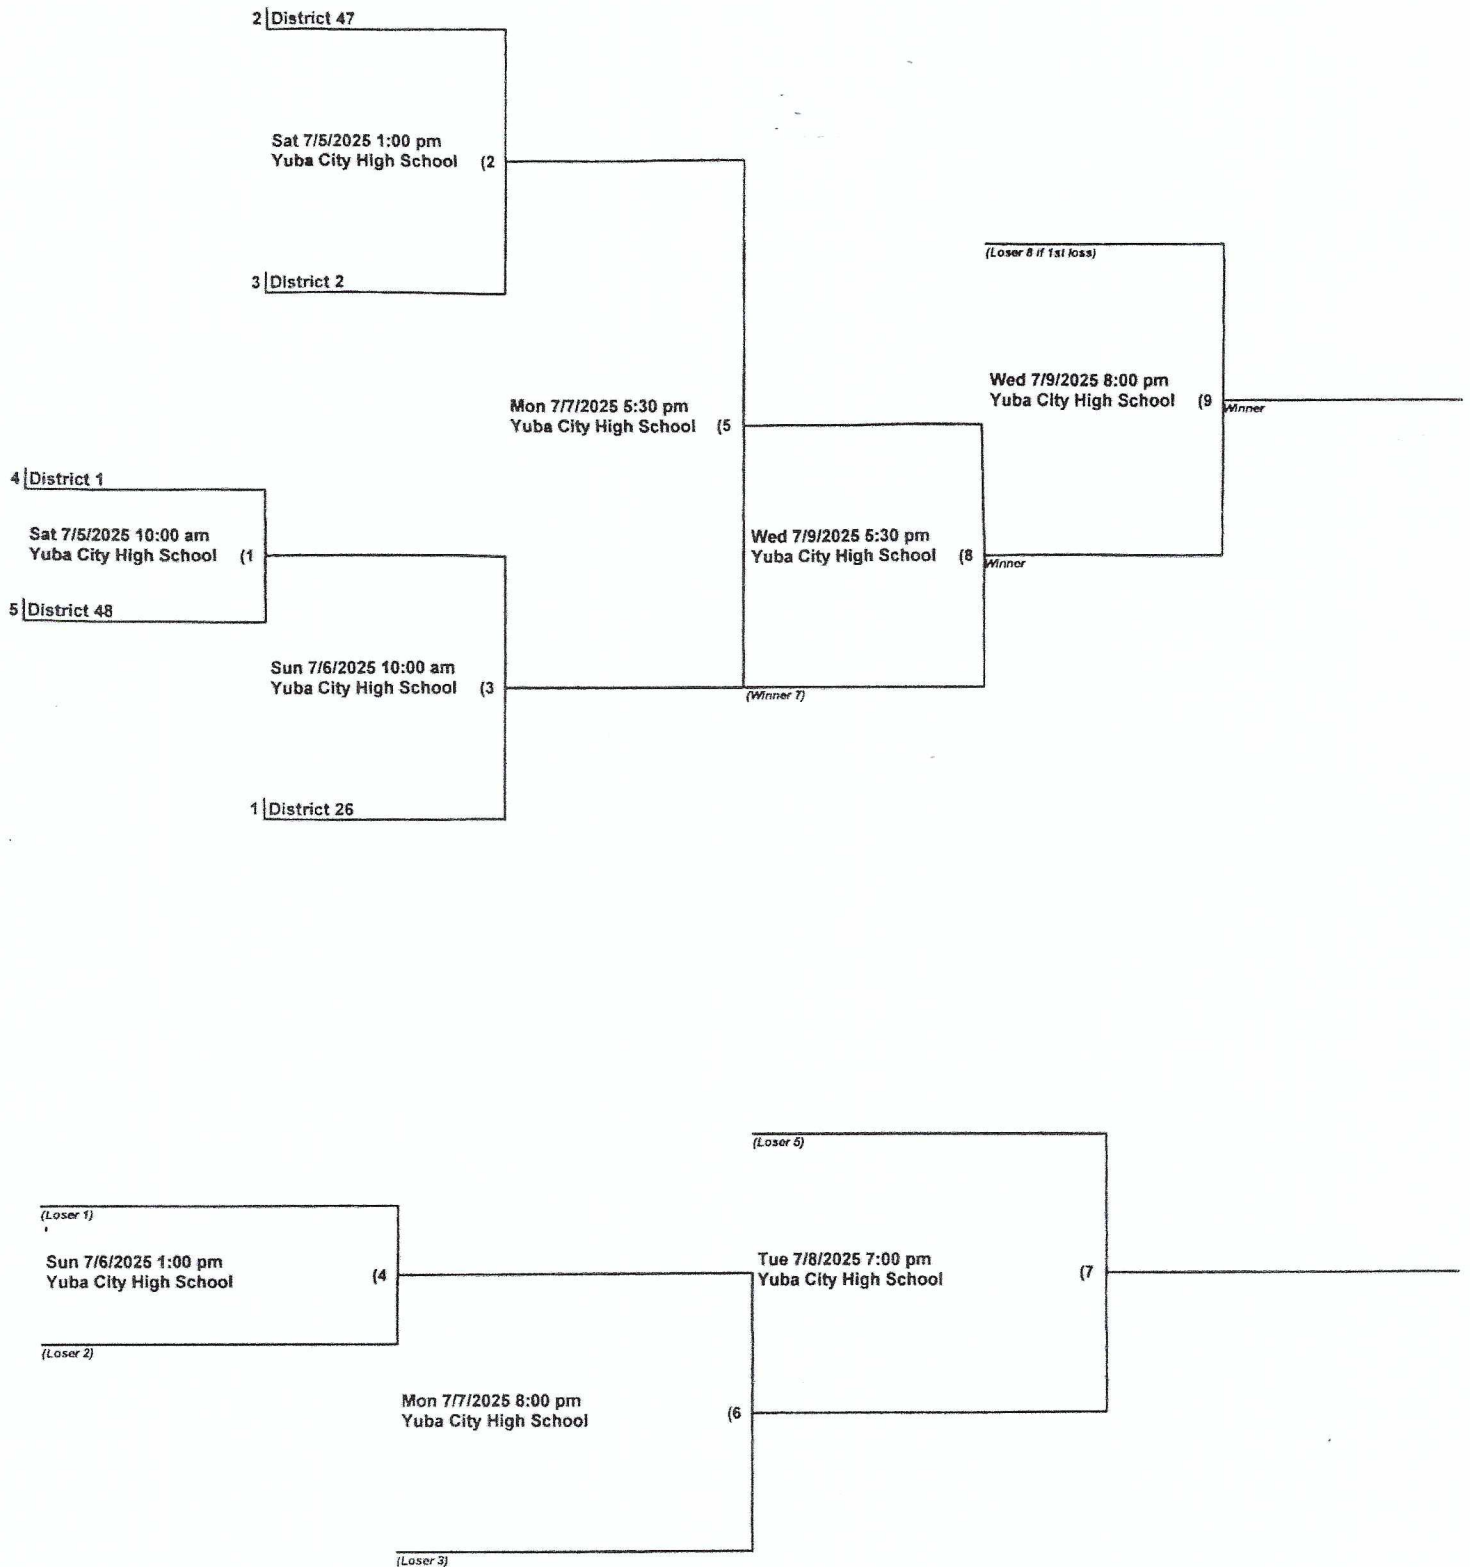 2 District 47
Sat 7/5/2025 1:00 pm
Yuba City High School (2
3 District 2
(Loser 8 if 1st loss)
Wed 7/9/2025 8:00 pm
Yuba City High School (9
Winner
Mon 7/7/2025 5:30 pm
Yuba City High School (5
4 District 1
Sat 7/5/2025 10:00 am
Yuba City High School (1
5 District 48
Wed 7/9/2025 5:30 pm
Yuba City High School (8
Winner
Sun 7/6/2025 10:00 am
Yuba City High School (3
(Winner 7)
1 District 26
(Loser 5)
(Loser 1)
Sun 7/6/2025 1:00 pm
Yuba City High School (4
Tue 7/8/2025 7:00 pm
Yuba City High School (7
(Loser 2)
Mon 7/7/2025 8:00 pm
Yuba City High School (6
(Loser 3)